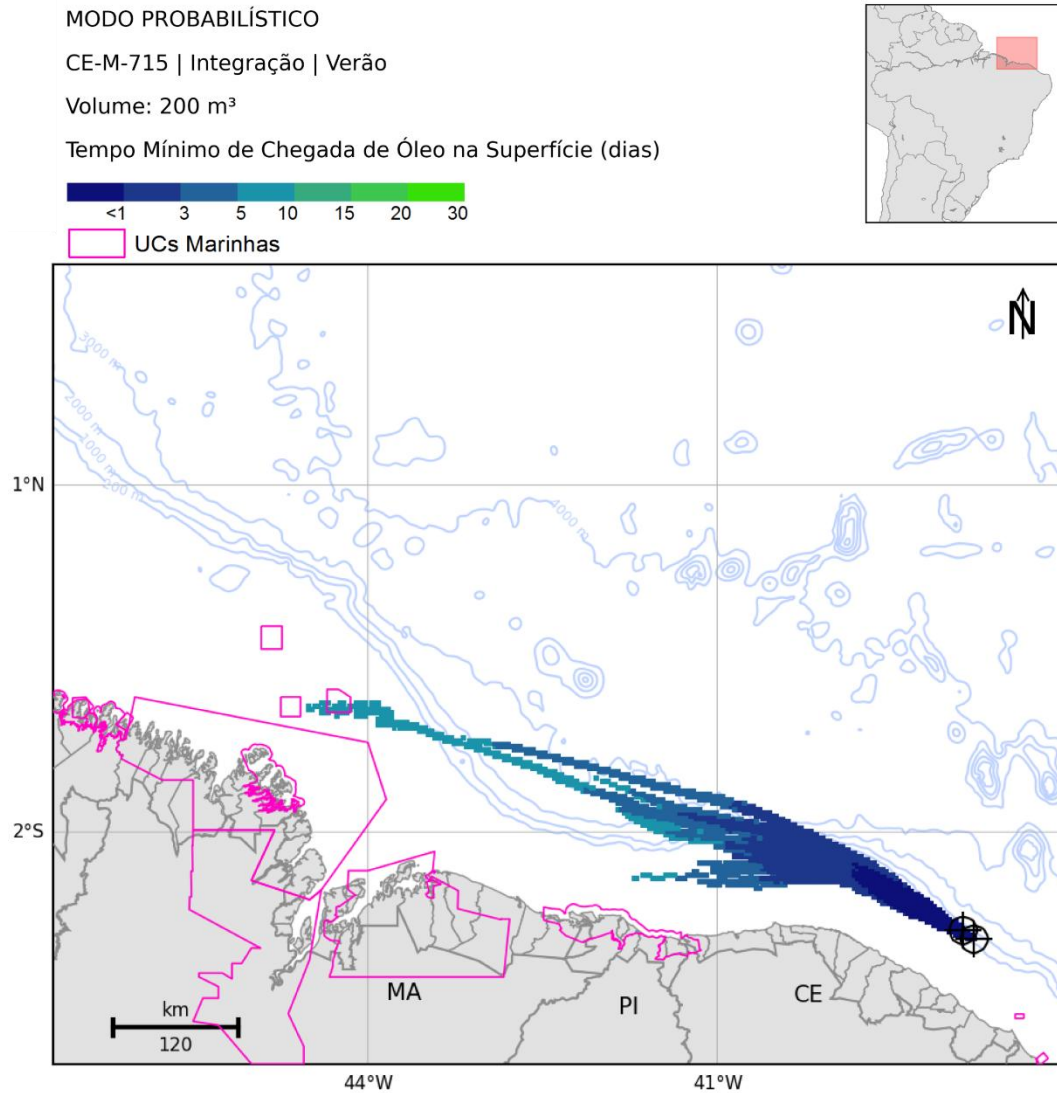 MODO PROBABILÍSTICO
CE-M-715 | Integração | Verão
Volume: 200 m³
Tempo Mínimo de Chegada de Óleo na Superfície (dias)
<1 3 5 10 15 20 30
UCs Marinhas
N
3000 m
2000 m
1000 m
200 m
4000 m
1°N
2°S
MA
PI
CE
km
120
44°W
41°W